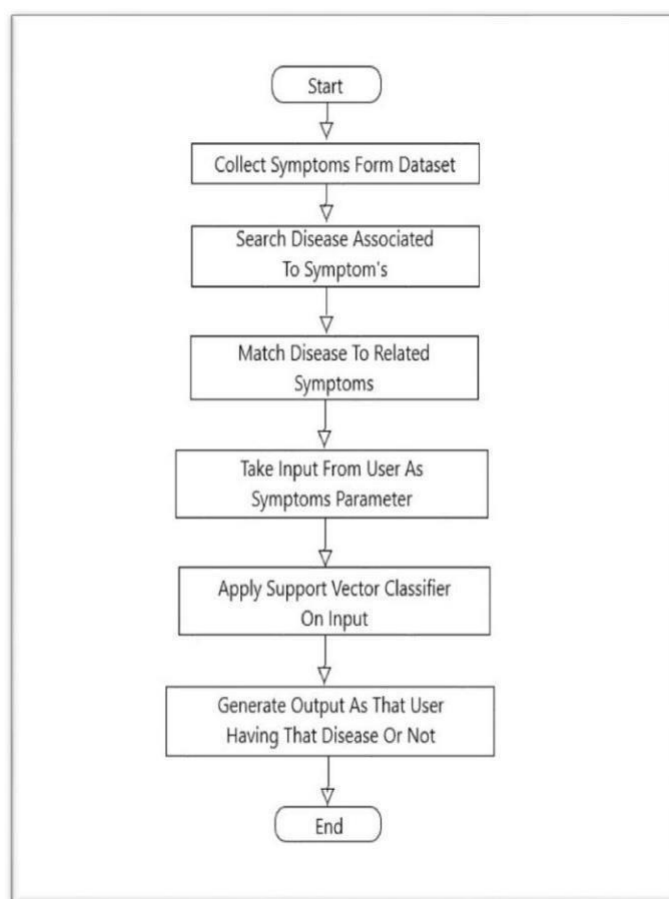 Start
Collect Symptoms Form Dataset
Search Disease Associated
To Symptom's
Match Disease To Related
Symptoms
Take Input From User As
Symptoms Parameter
Apply Support Vector Classifier
On Input
Generate Output As That User
Having That Disease Or Not
End